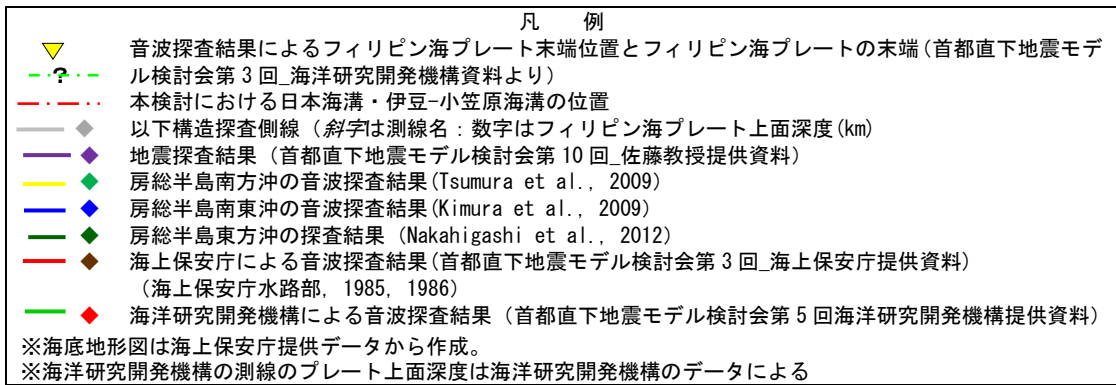 凡　例
音波探査結果によるフィリピン海プレート末端位置とフィリピン海プレートの末端(首都直下地震モデ
? ル検討会第3回_海洋研究開発機構資料より)
本検討における日本海溝・伊豆-小笠原海溝の位置
以下構造探査側線（斜字は測線名：数字はフィリピン海プレート上面深度(km)
地震探査結果（首都直下地震モデル検討会第10回_佐藤教授提供資料）
房総半島南方沖の音波探査結果(Tsumura et al., 2009)
房総半島南東沖の音波探査結果(Kimura et al., 2009)
房総半島東方沖の探査結果（Nakahigashi et al., 2012)
海上保安庁による音波探査結果(首都直下地震モデル検討会第3回_海上保安庁提供資料)
（海上保安庁水路部, 1985, 1986）
海洋研究開発機構による音波探査結果（首都直下地震モデル検討会第5回海洋研究開発機構提供資料）
※海底地形図は海上保安庁提供データから作成。
※海洋研究開発機構の測線のプレート上面深度は海洋研究開発機構のデータによる